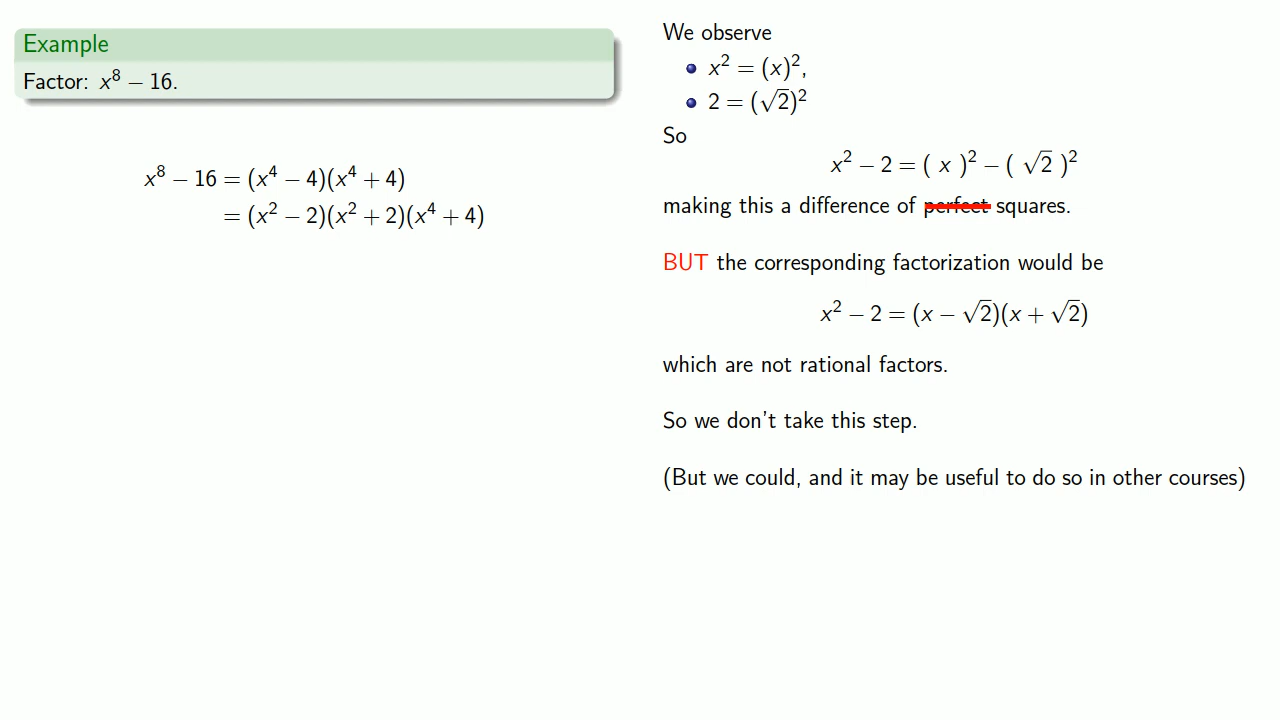 Example
Factor: x⁸ − 16.
x⁸ − 16 = (x⁴ − 4)(x⁴ + 4)
= (x² − 2)(x² + 2)(x⁴ + 4)
We observe
• x² = (x)²,
• 2 = (√2)²
So
x² − 2 = ( x )² − ( √2 )²
making this a difference of perfect squares.
BUT the corresponding factorization would be
x² − 2 = (x − √2)(x + √2)
which are not rational factors.
So we don't take this step.
(But we could, and it may be useful to do so in other courses)